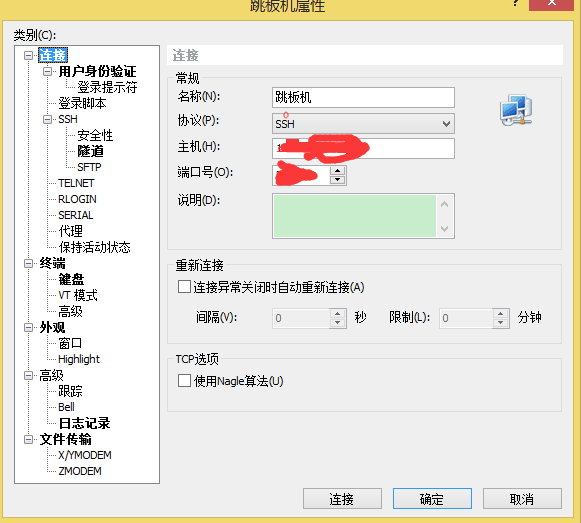 跳板机属性
类别(C):
连接
用户身份验证
登录提示符
登录脚本
SSH
安全性
隧道
SFTP
TELNET
RLOGIN
SERIAL
代理
保持活动状态
终端
键盘
VT 模式
高级
外观
窗口
Highlight
高级
跟踪
Bell
日志记录
文件传输
X/YMODEM
ZMODEM
连接
常规
名称(N): 跳板机
协议(P): SSH
主机(H):
端口号(O):
说明(D):
重新连接
连接异常关闭时自动重新连接(A)
间隔(V): 0 秒 限制(L): 0 分钟
TCP选项
使用Nagle算法(U)
连接 确定 取消